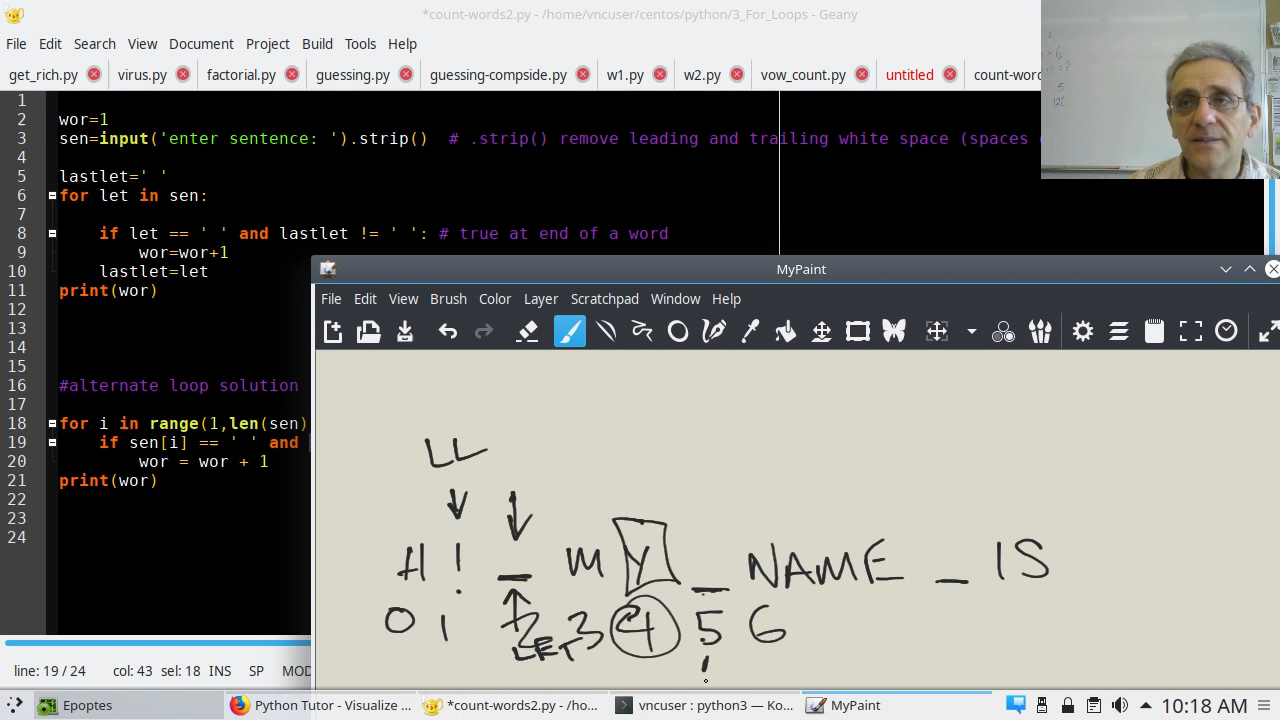 *count-words2.py - /home/vncuser/centos/python/3_For_Loops - Geany
File Edit Search View Document Project Build Tools Help
get_rich.py virus.py factorial.py guessing.py guessing-compside.py w1.py w2.py vow_count.py untitled count-wor
1
2 wor=1
3 sen=input('enter sentence: ').strip() # .strip() remove leading and trailing white space (spaces
4
5 lastlet=' '
6 for let in sen:
7
8 if let == ' ' and lastlet != ' ': # true at end of a word
9 wor=wor+1
10 lastlet=let
11 print(wor)
12
13
14
15
16 #alternate loop solution
17
18 for i in range(1,len(sen)
19 if sen[i] == ' ' and
20 wor = wor + 1
21 print(wor)
22
23
24
MyPaint
File Edit View Brush Color Layer Scratchpad Window Help
LL
H! _ MY _ NAME _ IS
0 1 2 3 4 5 6
LET
line: 19 / 24 col: 43 sel: 18 INS SP MOD
Epoptes Python Tutor - Visualize ... *count-words2.py - /ho... vncuser : python3 — Ko... MyPaint 10:18 AM